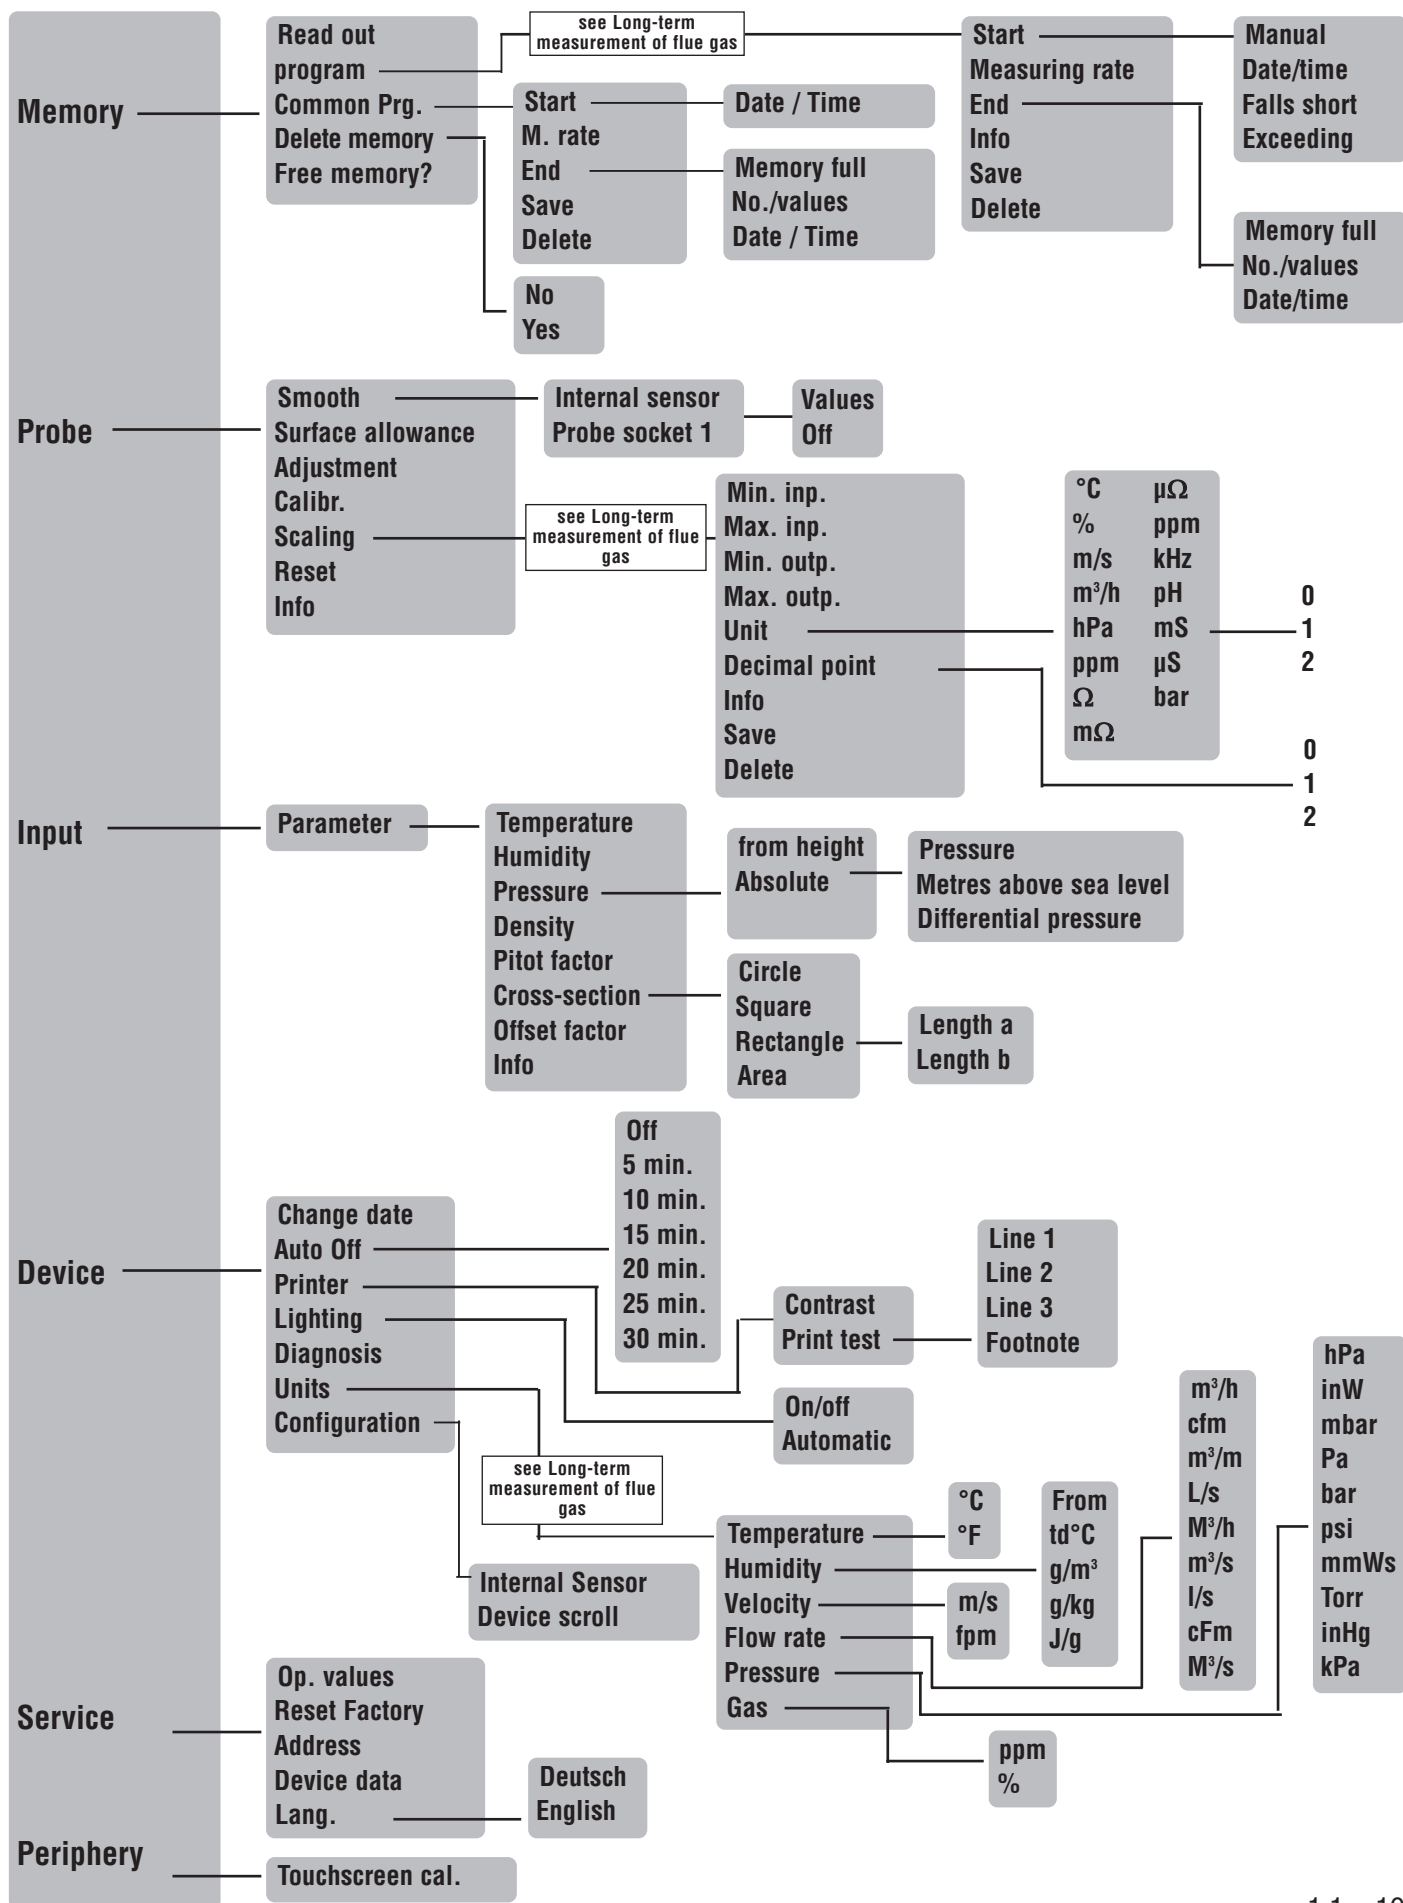 Memory
Read out
program
Common Prg.
Delete memory
Free memory?
see Long-term
measurement of flue gas
Start
M. rate
End
Save
Delete
Date / Time
Memory full
No./values
Date / Time
No
Yes
Start
Measuring rate
End
Info
Save
Delete
Manual
Date/time
Falls short
Exceeding
Memory full
No./values
Date/time
Probe
Smooth
Surface allowance
Adjustment
Calibr.
Scaling
Reset
Info
Internal sensor
Probe socket 1
Values
Off
see Long-term
measurement of flue
gas
Min. inp.
Max. inp.
Min. outp.
Max. outp.
Unit
Decimal point
Info
Save
Delete
°C µΩ
% ppm
m/s kHz
m³/h pH
hPa mS
ppm µS
Ω bar
mΩ
0
1
2
0
1
2
Input
Parameter
Temperature
Humidity
Pressure
Density
Pitot factor
Cross-section
Offset factor
Info
from height
Absolute
Pressure
Metres above sea level
Differential pressure
Circle
Square
Rectangle
Area
Length a
Length b
Device
Change date
Auto Off
Printer
Lighting
Diagnosis
Units
Configuration
Off
5 min.
10 min.
15 min.
20 min.
25 min.
30 min.
Contrast
Print test
Line 1
Line 2
Line 3
Footnote
On/off
Automatic
see Long-term
measurement of flue
gas
Internal Sensor
Device scroll
Temperature
Humidity
Velocity
Flow rate
Pressure
Gas
°C
°F
m/s
fpm
From
td°C
g/m³
g/kg
J/g
m³/h
cfm
m³/m
L/s
M³/h
m³/s
l/s
cFm
M³/s
hPa
inW
mbar
Pa
bar
psi
mmWs
Torr
inHg
kPa
ppm
%
Service
Op. values
Reset Factory
Address
Device data
Lang.
Deutsch
English
Periphery
Touchscreen cal.